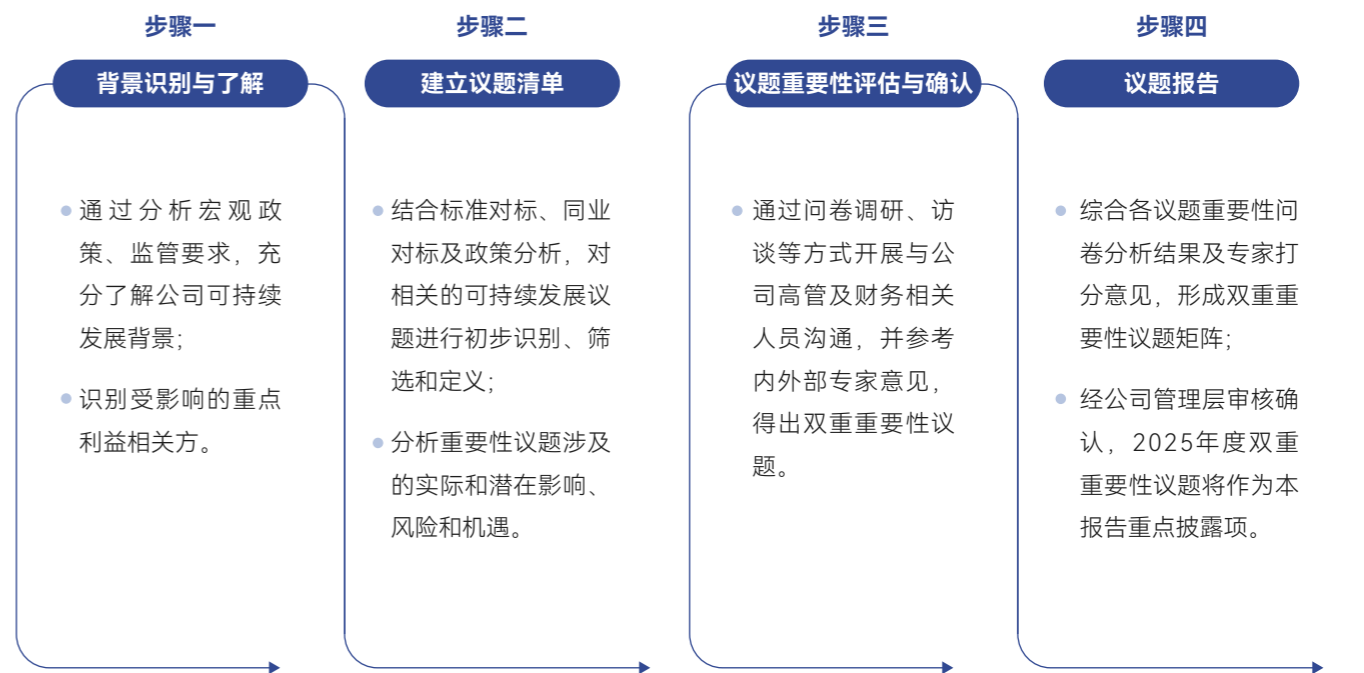 步骤一
背景识别与了解
通过分析宏观政
策、监管要求，充
分了解公司可持续
发展背景；
识别受影响的重点
利益相关方。
步骤二
建立议题清单
结合标准对标、同业
对标及政策分析，对
相关的可持续发展议
题进行初步识别、筛
选和定义；
分析重要性议题涉及
的实际和潜在影响、
风险和机遇。
步骤三
议题重要性评估与确认
通过问卷调研、访
谈等方式开展与公
司高管及财务相关
人员沟通，并参考
内外部专家意见，
得出双重重要性议
题。
步骤四
议题报告
综合各议题重要性问
卷分析结果及专家打
分意见，形成双重重
要性议题矩阵；
经公司管理层审核确
认，2025年度双重
重要性议题将作为本
报告重点披露项。